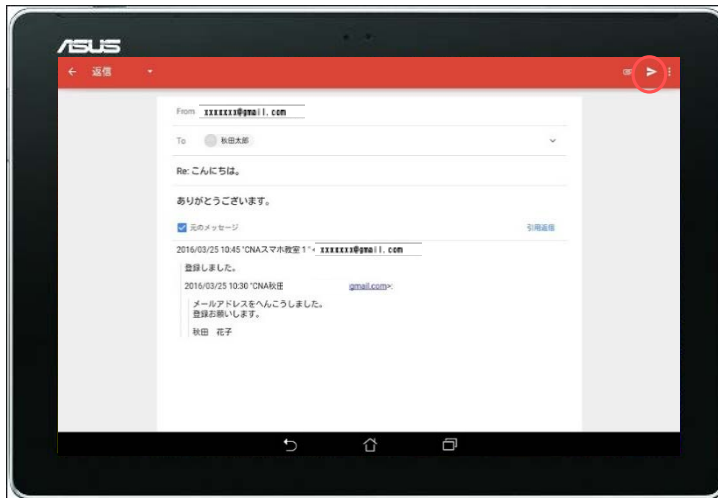 ASUS
返信
From xxxxxxx@gmail.com
To 秋田太郎
Re: こんにちは。
ありがとうございます。
元のメッセージ 引用返信
2016/03/25 10:45 "CNAスマホ教室1" < xxxxxxx@gmail.com
登録しました。
2016/03/25 10:30 "CNA秋田 gmail.com>:
メールアドレスをへんこうしました。
登録お願いします。
秋田 花子